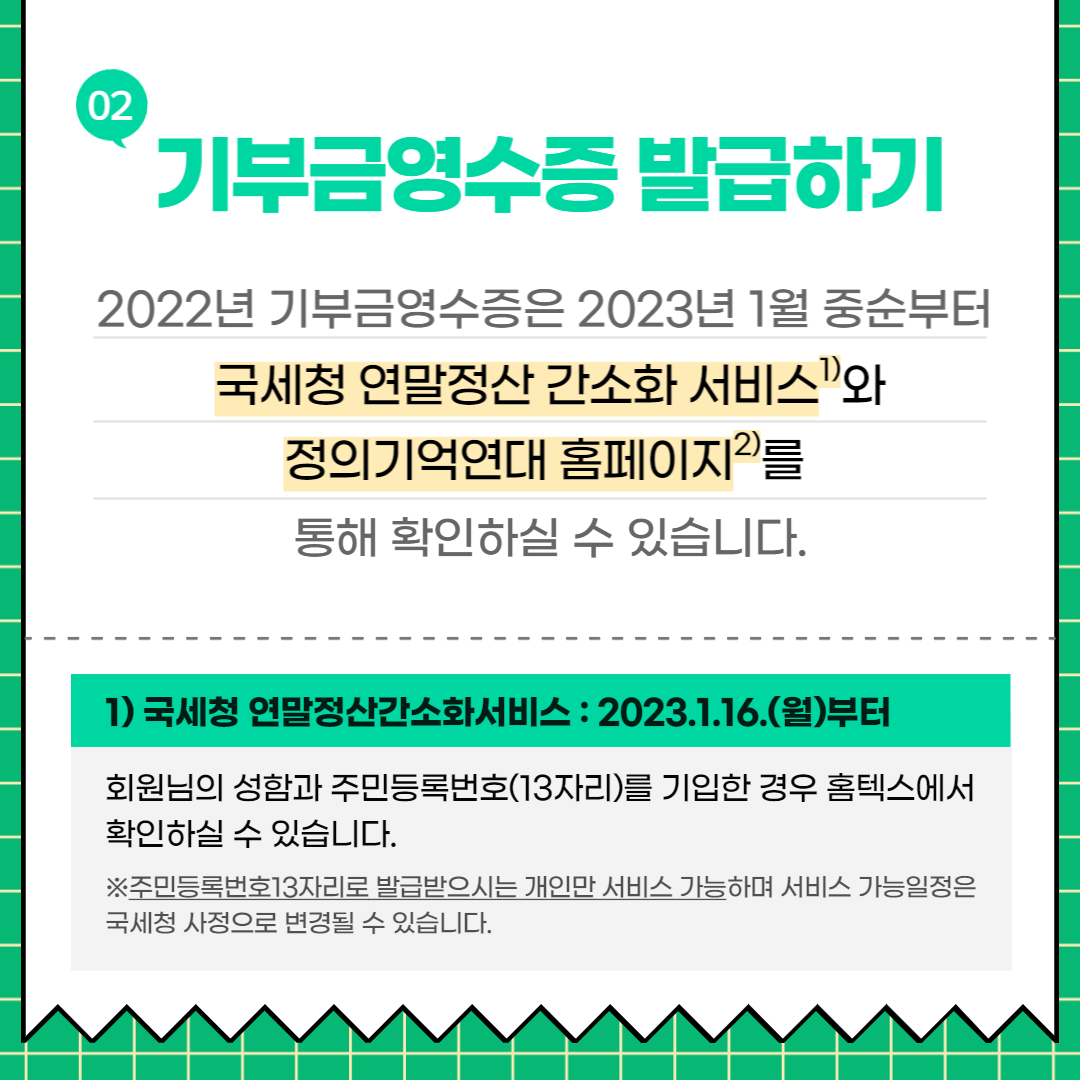 02
기부금영수증 발급하기
2022년 기부금영수증은 2023년 1월 중순부터
국세청 연말정산 간소화 서비스1)와
정의기억연대 홈페이지2)를
통해 확인하실 수 있습니다.
1) 국세청 연말정산간소화서비스 : 2023.1.16.(월)부터
회원님의 성함과 주민등록번호(13자리)를 기입한 경우 홈텍스에서
확인하실 수 있습니다.
※주민등록번호13자리로 발급받으시는 개인만 서비스 가능하며 서비스 가능일정은
국세청 사정으로 변경될 수 있습니다.